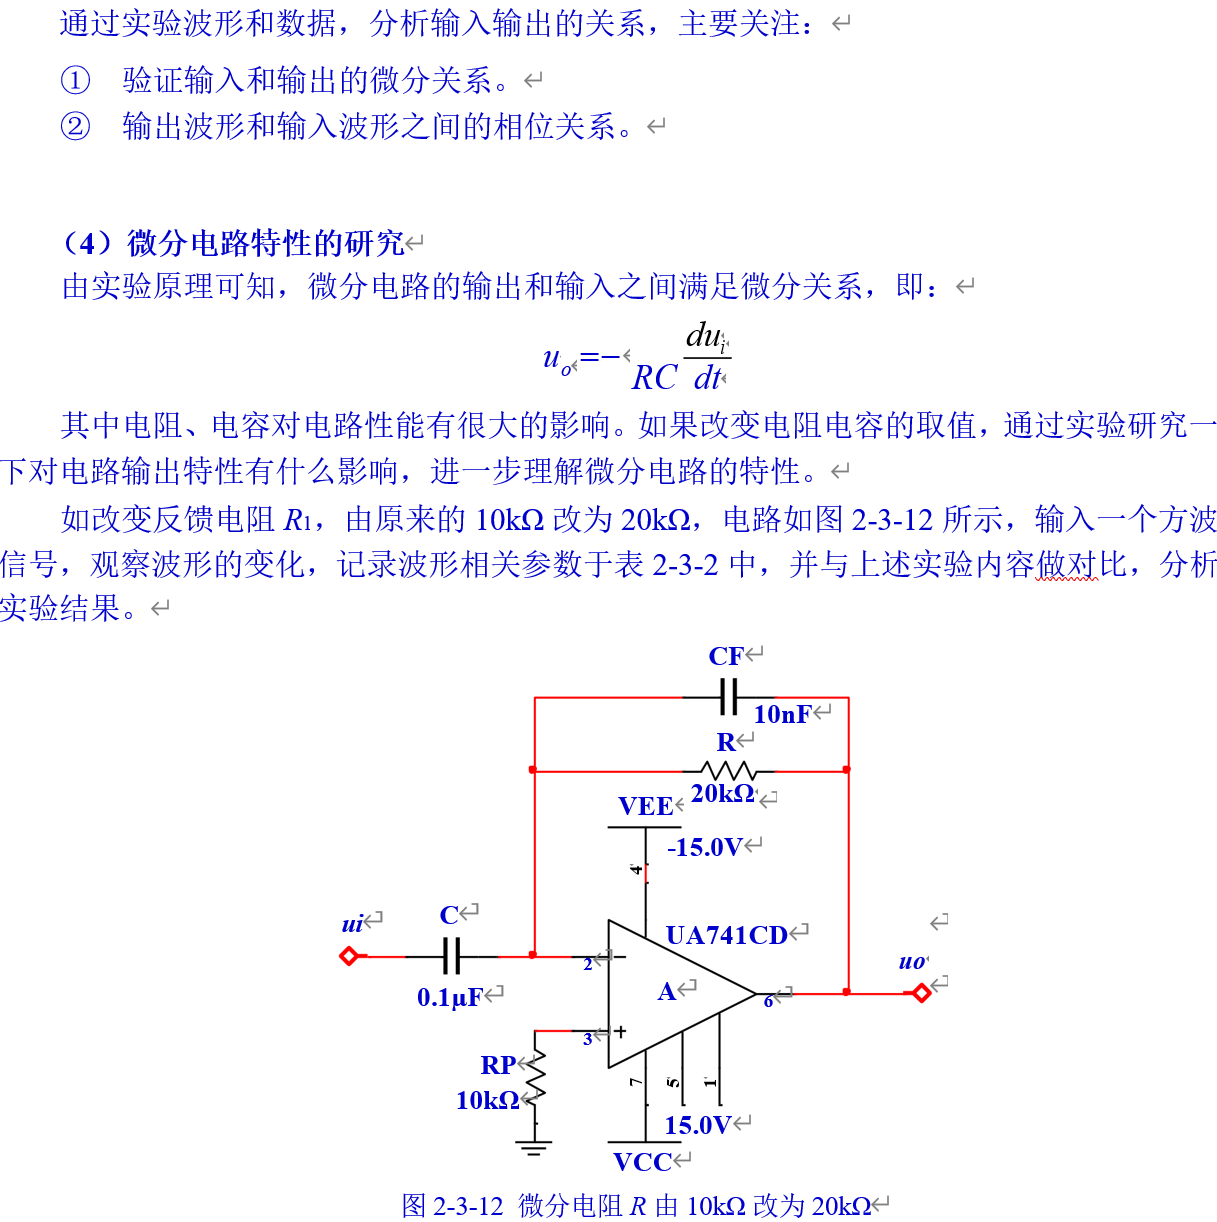 通过实验波形和数据，分析输入输出的关系，主要关注：
① 验证输入和输出的微分关系。
② 输出波形和输入波形之间的相位关系。
（4）微分电路特性的研究
由实验原理可知，微分电路的输出和输入之间满足微分关系，即：
uo=−RC dui/dt
其中电阻、电容对电路性能有很大的影响。如果改变电阻电容的取值，通过实验研究一
下对电路输出特性有什么影响，进一步理解微分电路的特性。
如改变反馈电阻 R1，由原来的 10kΩ 改为 20kΩ，电路如图 2-3-12 所示，输入一个方波
信号，观察波形的变化，记录波形相关参数于表 2-3-2 中，并与上述实验内容做对比，分析
实验结果。
CF
10nF
R
20kΩ
VEE
-15.0V
4
ui
C
0.1µF
2
UA741CD
uo
A
6
3
RP
10kΩ
7
5
1
15.0V
VCC
图 2-3-12 微分电阻 R 由 10kΩ 改为 20kΩ